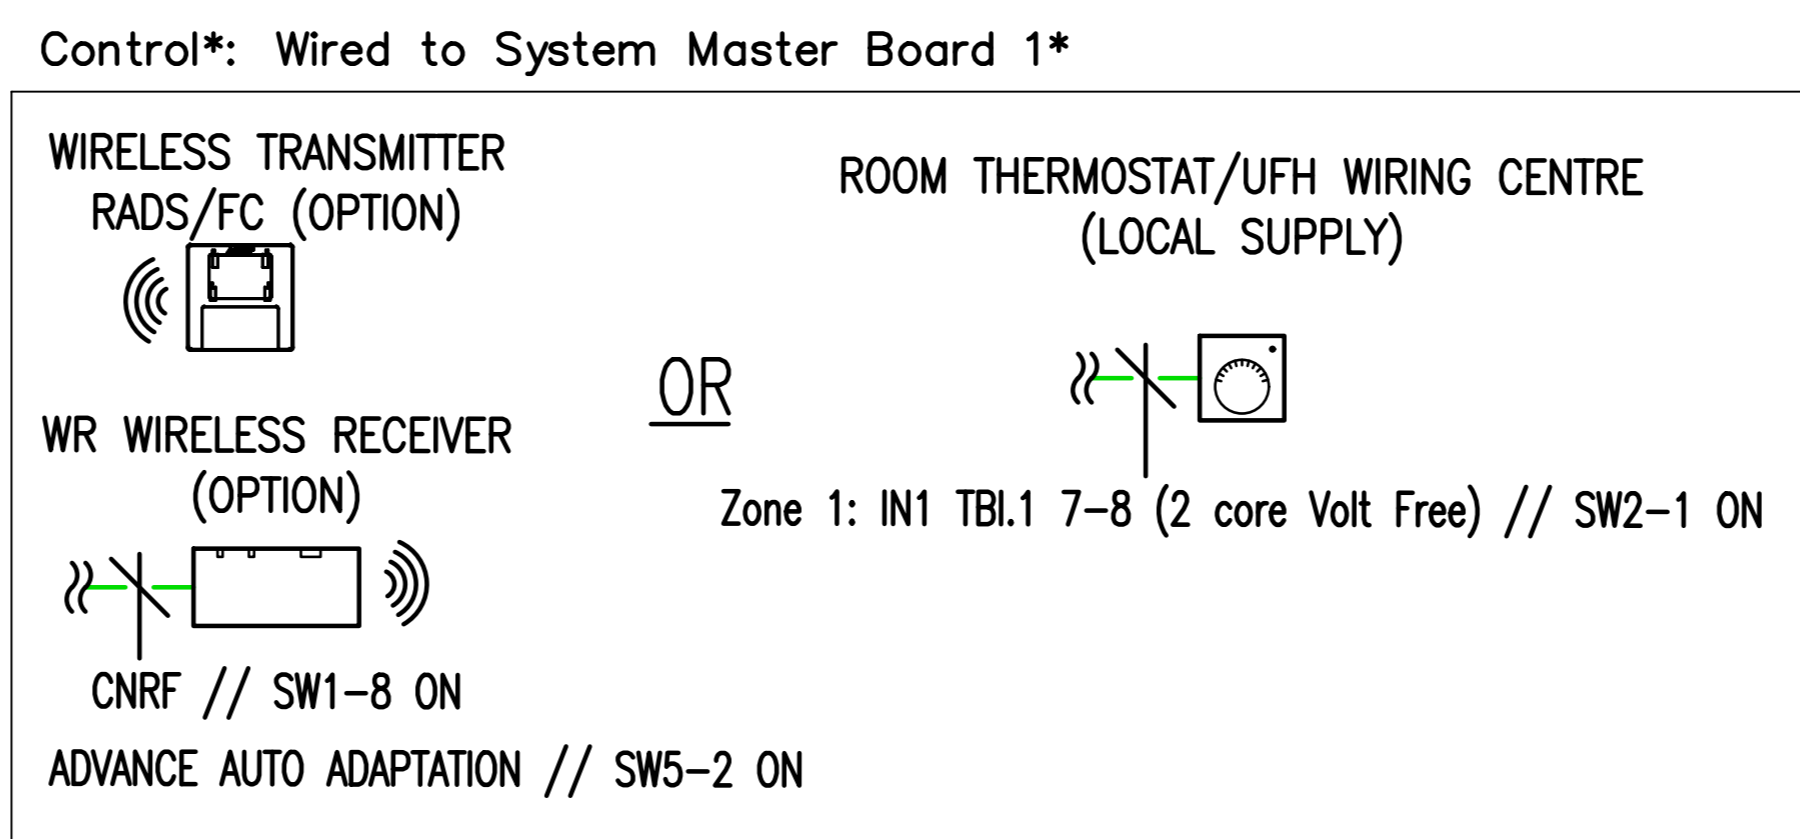 Control*: Wired to System Master Board 1*
WIRELESS TRANSMITTER
RADS/FC (OPTION)
WR WIRELESS RECEIVER
(OPTION)
CNRF // SW1-8 ON
ADVANCE AUTO ADAPTATION // SW5-2 ON
OR
ROOM THERMOSTAT/UFH WIRING CENTRE
(LOCAL SUPPLY)
Zone 1: IN1 TBI.1 7-8 (2 core Volt Free) // SW2-1 ON